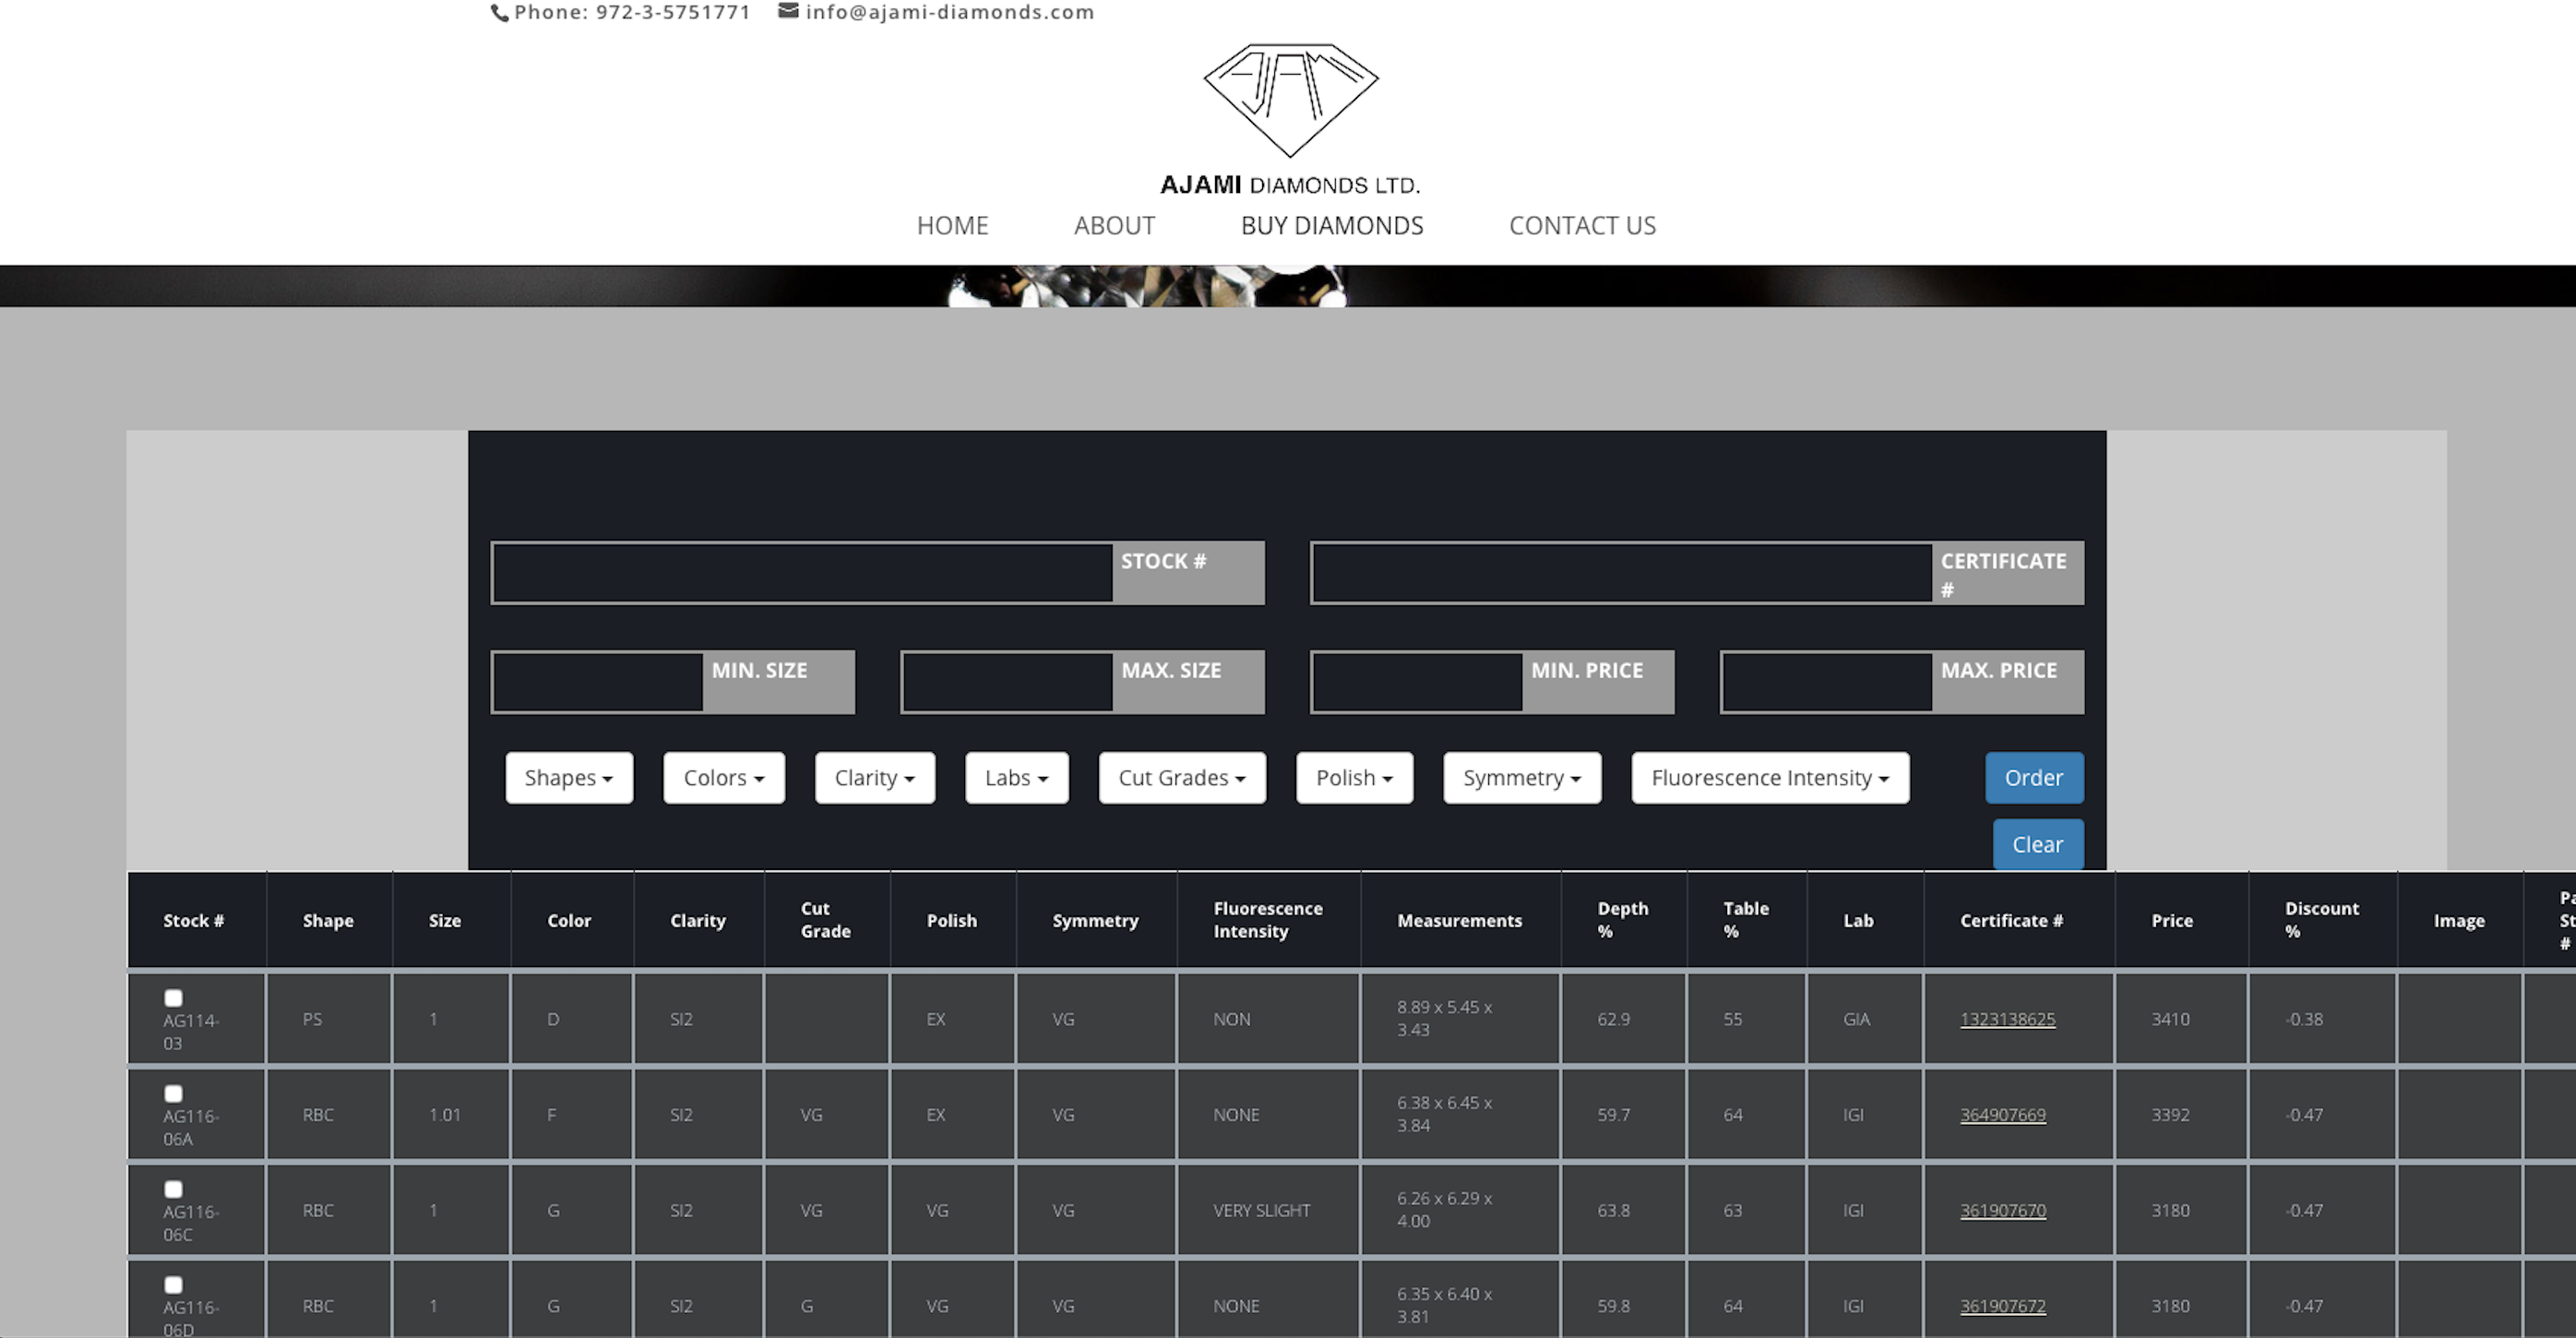 Phone: 972-3-5751771 info@ajami-diamonds.com
AJAMI
AJAMI DIAMONDS LTD.
HOME ABOUT BUY DIAMONDS CONTACT US
STOCK # CERTIFICATE
#
MIN. SIZE MAX. SIZE MIN. PRICE MAX. PRICE
Shapes Colors Clarity Labs Cut Grades Polish Symmetry Fluorescence Intensity Order
Clear
Stock # Shape Size Color Clarity Cut Grade Polish Symmetry Fluorescence Intensity Measurements Depth % Table % Lab Certificate # Price Discount % Image
AG114-03 PS 1 D SI2 EX VG NON 8.89 x 5.45 x 3.43 62.9 55 GIA 1323138625 3410 -0.38
AG116-06A RBC 1.01 F SI2 VG EX VG NONE 6.38 x 6.45 x 3.84 59.7 64 IGI 364907669 3392 -0.47
AG116-06C RBC 1 G SI2 VG VG VG VERY SLIGHT 6.26 x 6.29 x 4.00 63.8 63 IGI 361907670 3180 -0.47
AG116-06D RBC 1 G SI2 G VG VG NONE 6.35 x 6.40 x 3.81 59.8 64 IGI 361907672 3180 -0.47